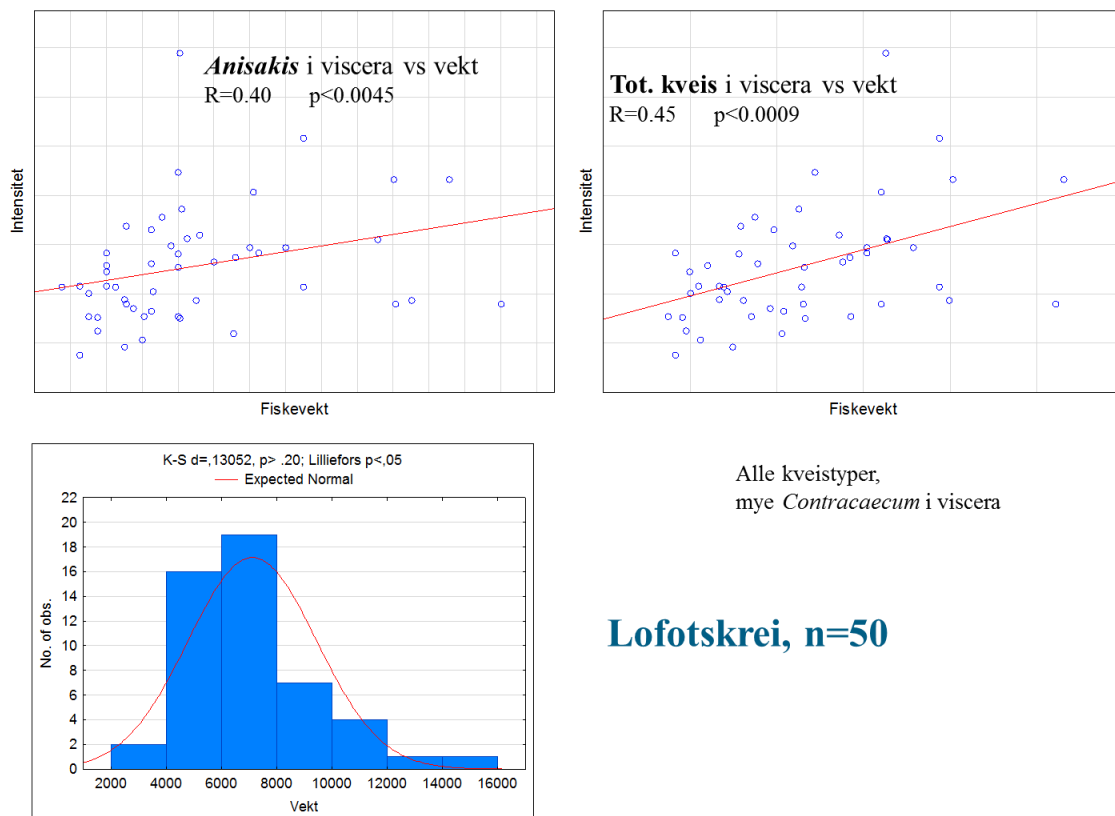 Anisakis i viscera vs vekt
R=0.40 p<0.0045
Intensitet
Fiskevekt
Tot. kveis i viscera vs vekt
R=0.45 p<0.0009
Intensitet
Fiskevekt
K-S d=,13052, p> .20; Lilliefors p<,05
Expected Normal
22
20
18
16
14
12
10
8
6
4
2
0
No. of obs.
2000 4000 6000 8000 10000 12000 14000 16000
Vekt
Alle kveistyper,
mye Contracaecum i viscera
Lofotskrei, n=50